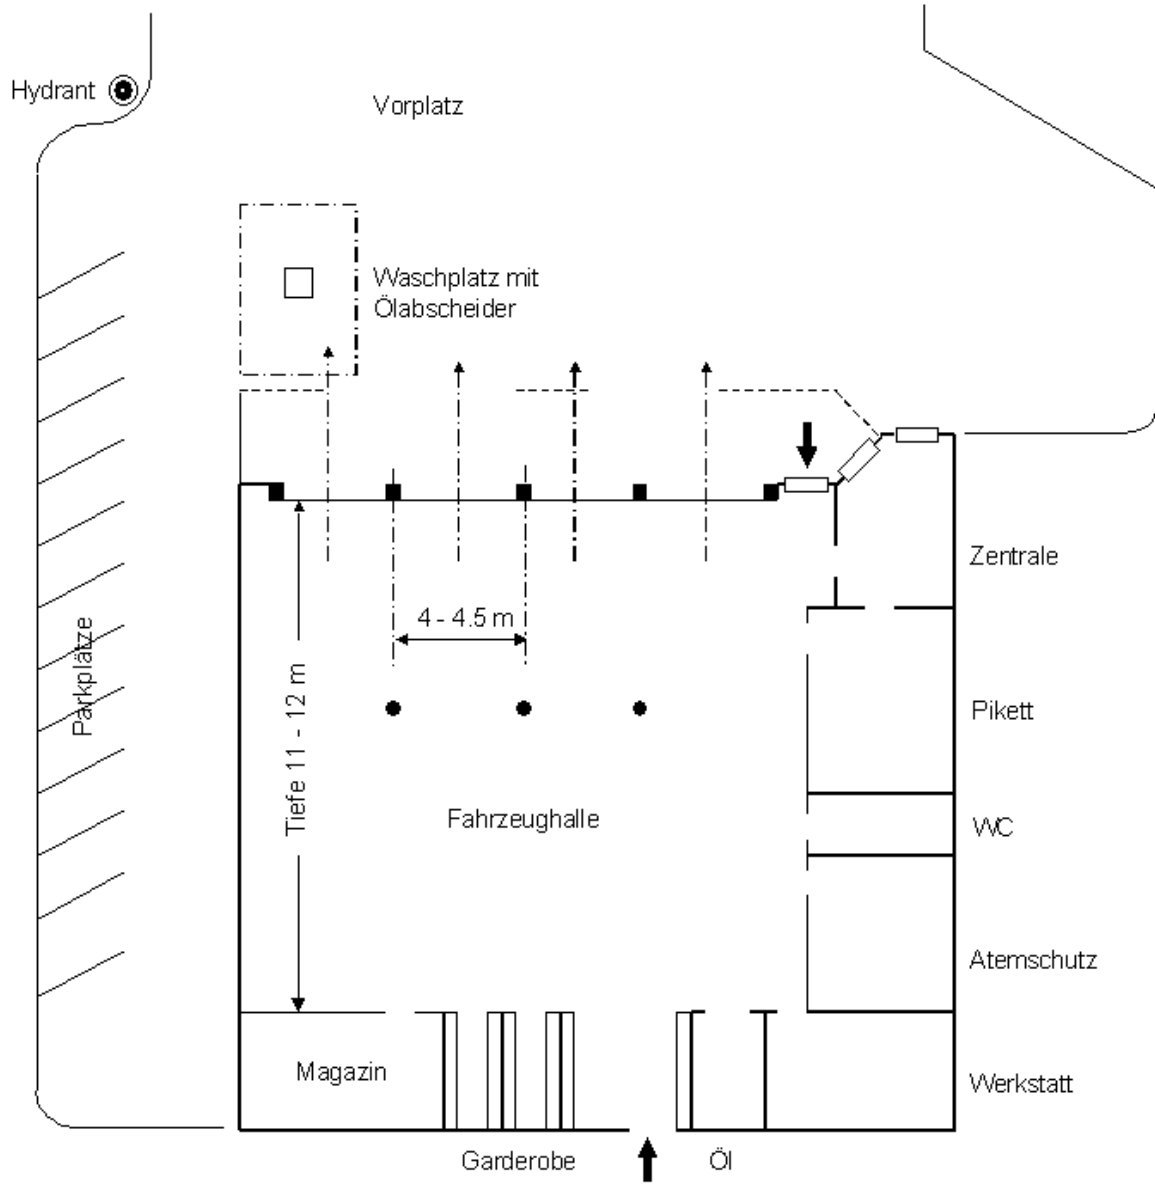 Hydrant
Vorplatz
Waschplatz mit
Ölabscheider
Zentrale
4 - 4.5 m
Parkplätze
Tiefe 11 - 12 m
Pikett
Fahrzeughalle
WC
Atemschutz
Magazin
Werkstatt
Garderobe
Öl